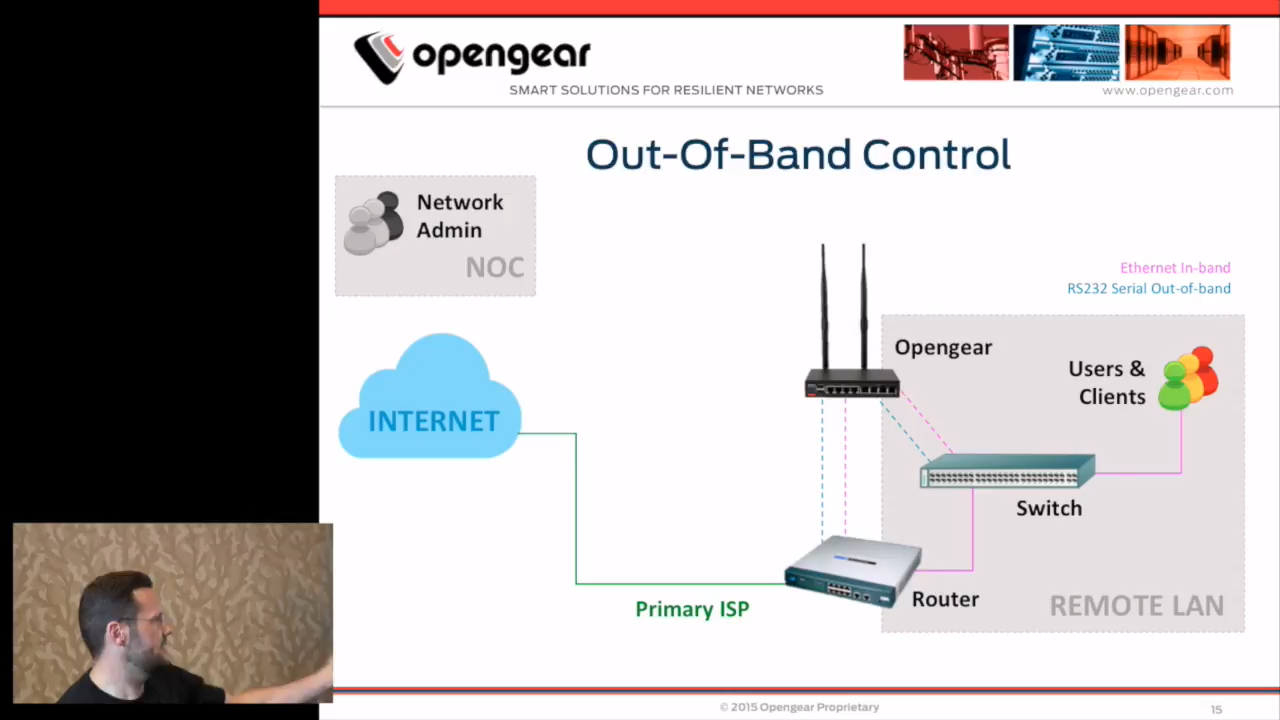 opengear
SMART SOLUTIONS FOR RESILIENT NETWORKS
www.opengear.com
Out-Of-Band Control
Network
Admin
NOC
Ethernet In-band
RS232 Serial Out-of-band
Opengear
Users &
Clients
INTERNET
Switch
Primary ISP
Router
REMOTE LAN
© 2015 Opengear Proprietary
15